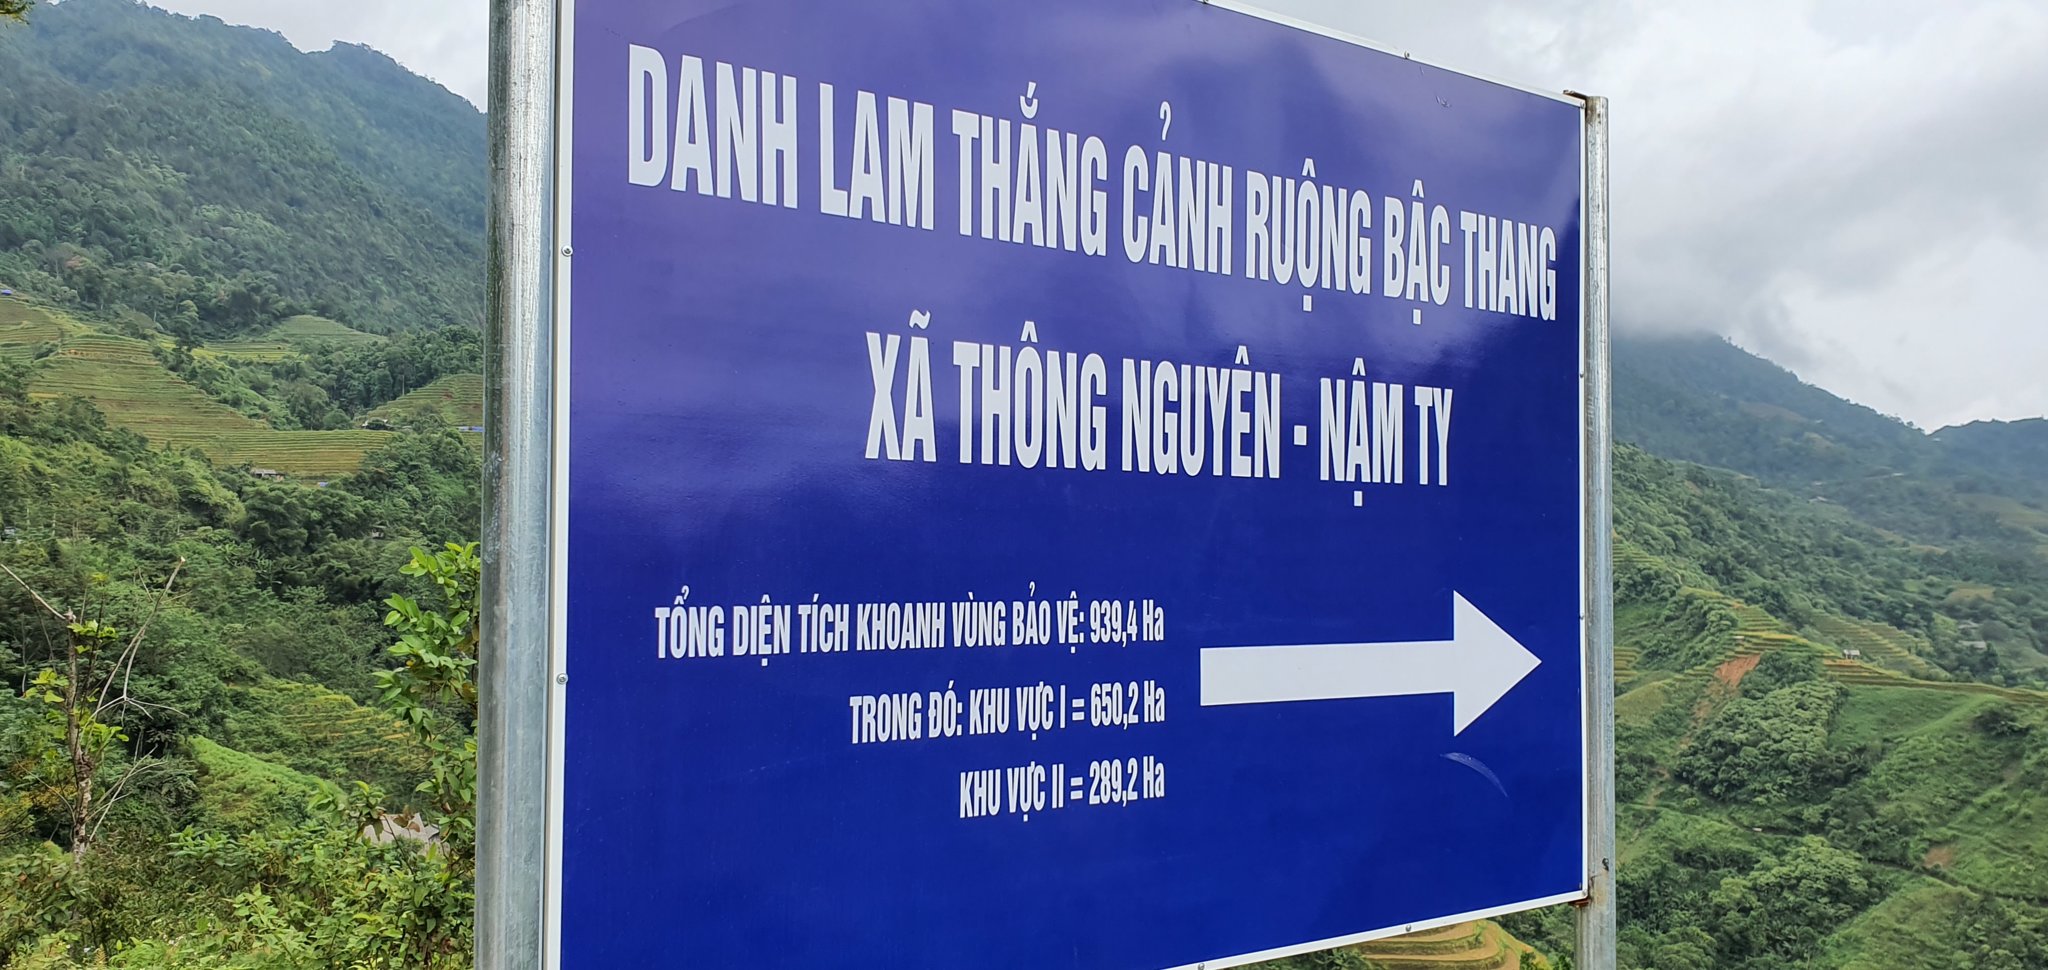 DANH LAM THẮNG CẢNH RUỘNG BẬC THANG
XÃ THÔNG NGUYÊN - NẬM TY
TỔNG DIỆN TÍCH KHOANH VÙNG BẢO VỆ: 939,4 Ha
TRONG ĐÓ: KHU VỰC I = 650,2 Ha
KHU VỰC II = 289,2 Ha